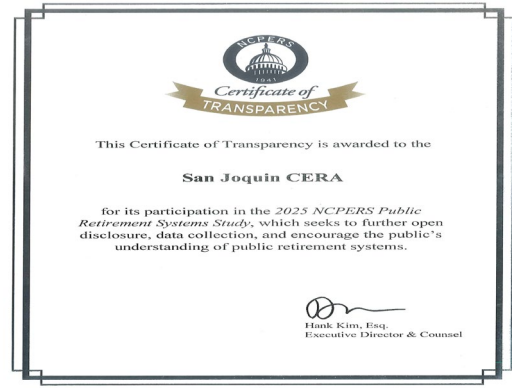 NCPERS
1941
Certificate of
TRANSPARENCY
This Certificate of Transparency is awarded to the
San Joquin CERA
for its participation in the 2025 NCPERS Public
Retirement Systems Study, which seeks to further open
disclosure, data collection, and encourage the public's
understanding of public retirement systems.
Hank Kim, Esq.
Executive Director & Counsel